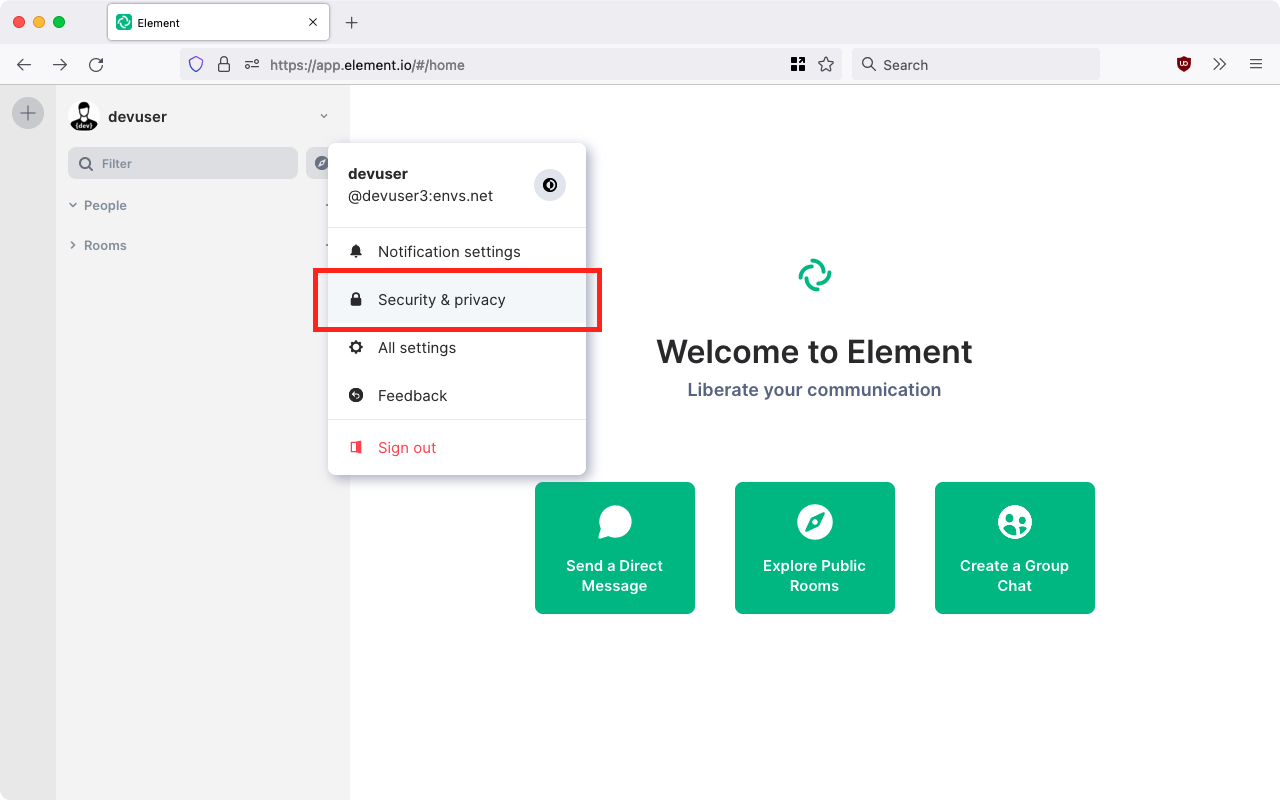 Element
https://app.element.io/#/home
Search
devuser
{dev}
Filter
People
Rooms
devuser
@devuser3:envs.net
Notification settings
Security & privacy
All settings
Feedback
Sign out
Welcome to Element
Liberate your communication
Send a Direct
Message
Explore Public
Rooms
Create a Group
Chat